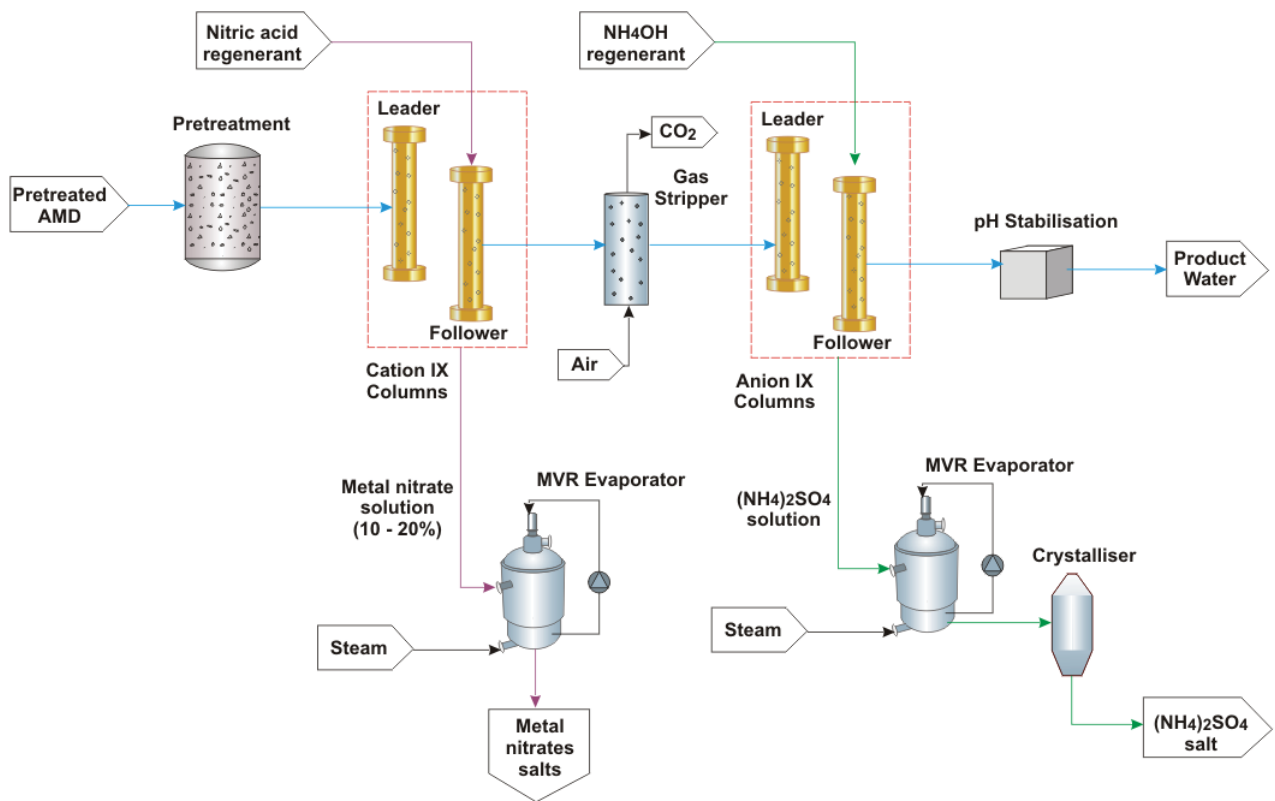 Nitric acid
regenerant
NH4OH
regenerant
Leader
Pretreatment
Pretreated
AMD
CO₂
Gas
Stripper
Leader
pH Stabilisation
Product
Water
Follower
Air
Follower
Cation IX
Columns
Anion IX
Columns
MVR Evaporator
Metal nitrate
solution
(10 - 20%)
MVR Evaporator
(NH4)2SO4
solution
Crystalliser
Steam
Steam
Metal
nitrates
salts
(NH4)2SO4
salt